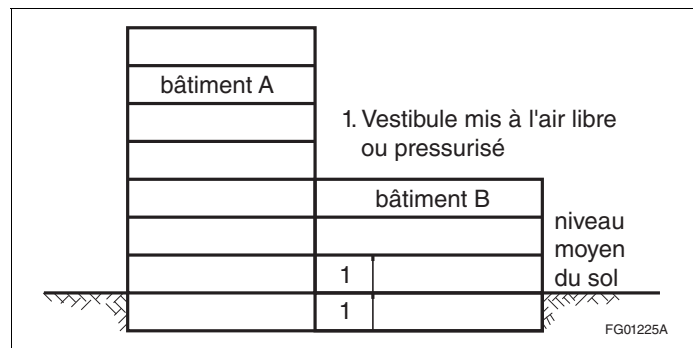 bâtiment A
1. Vestibule mis à l'air libre
ou pressurisé
bâtiment B
niveau
moyen
du sol
1
1
FG01225A